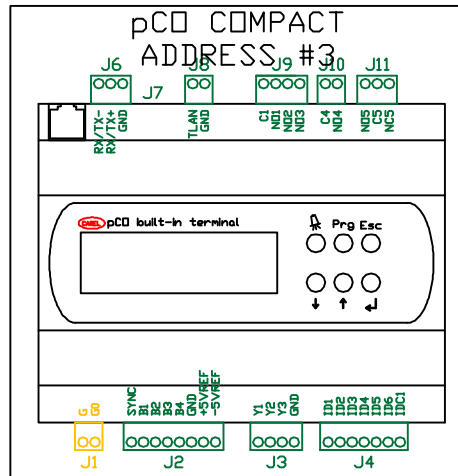 pCO COMPACT
ADDRESS #3
J6
J7
J8
J9
J10
J11
RX/TX-
RX/TX+
GND
TLAN
GND
C1
NO1
NO2
NO3
C4
NO4
NO5
C5
NC5
CAREL
pCO built-in terminal
Prg
Esc
G
G0
SYNC
B1
B2
B3
B4
GND
+5VREF
-5VREF
Y1
Y2
Y3
GND
ID1
ID2
ID3
ID4
ID5
ID6
IDC1
J1
J2
J3
J4